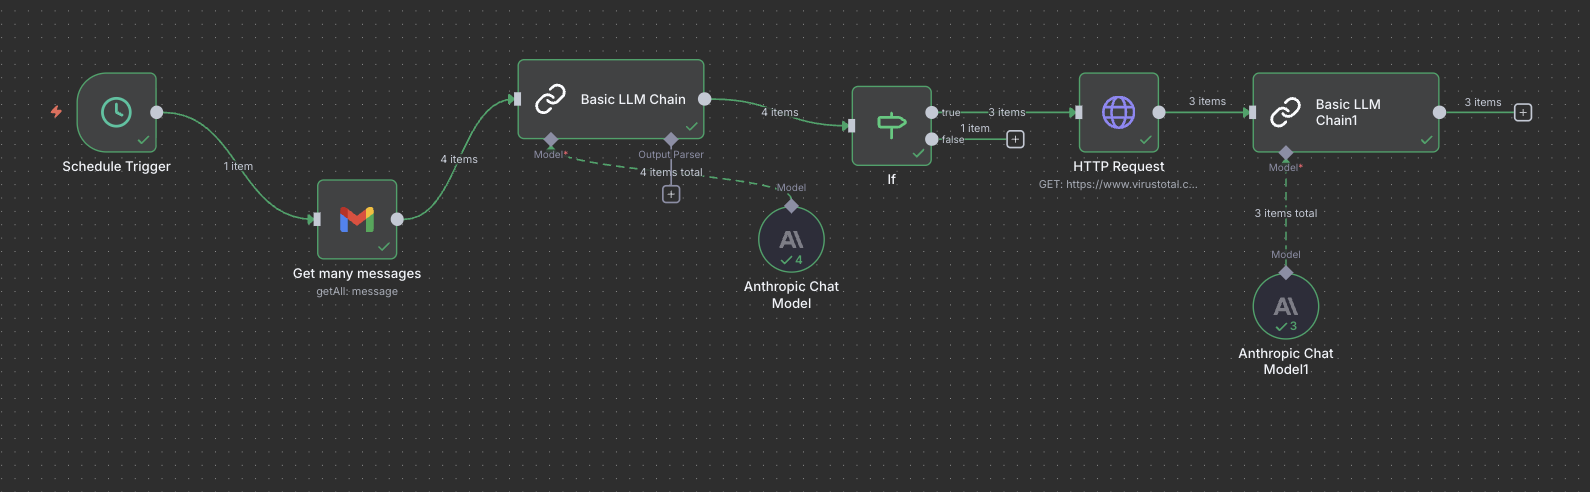 Schedule Trigger
1 item
Get many messages
getAll: message
4 items
Basic LLM Chain
Model*
Output Parser
4 items total
Model
4
Anthropic Chat
Model
4 items
If
true
false
3 items
1 item
HTTP Request
GET: https://www.virustotal.c...
3 items
Basic LLM
Chain1
Model*
3 items total
Model
3
Anthropic Chat
Model1
3 items